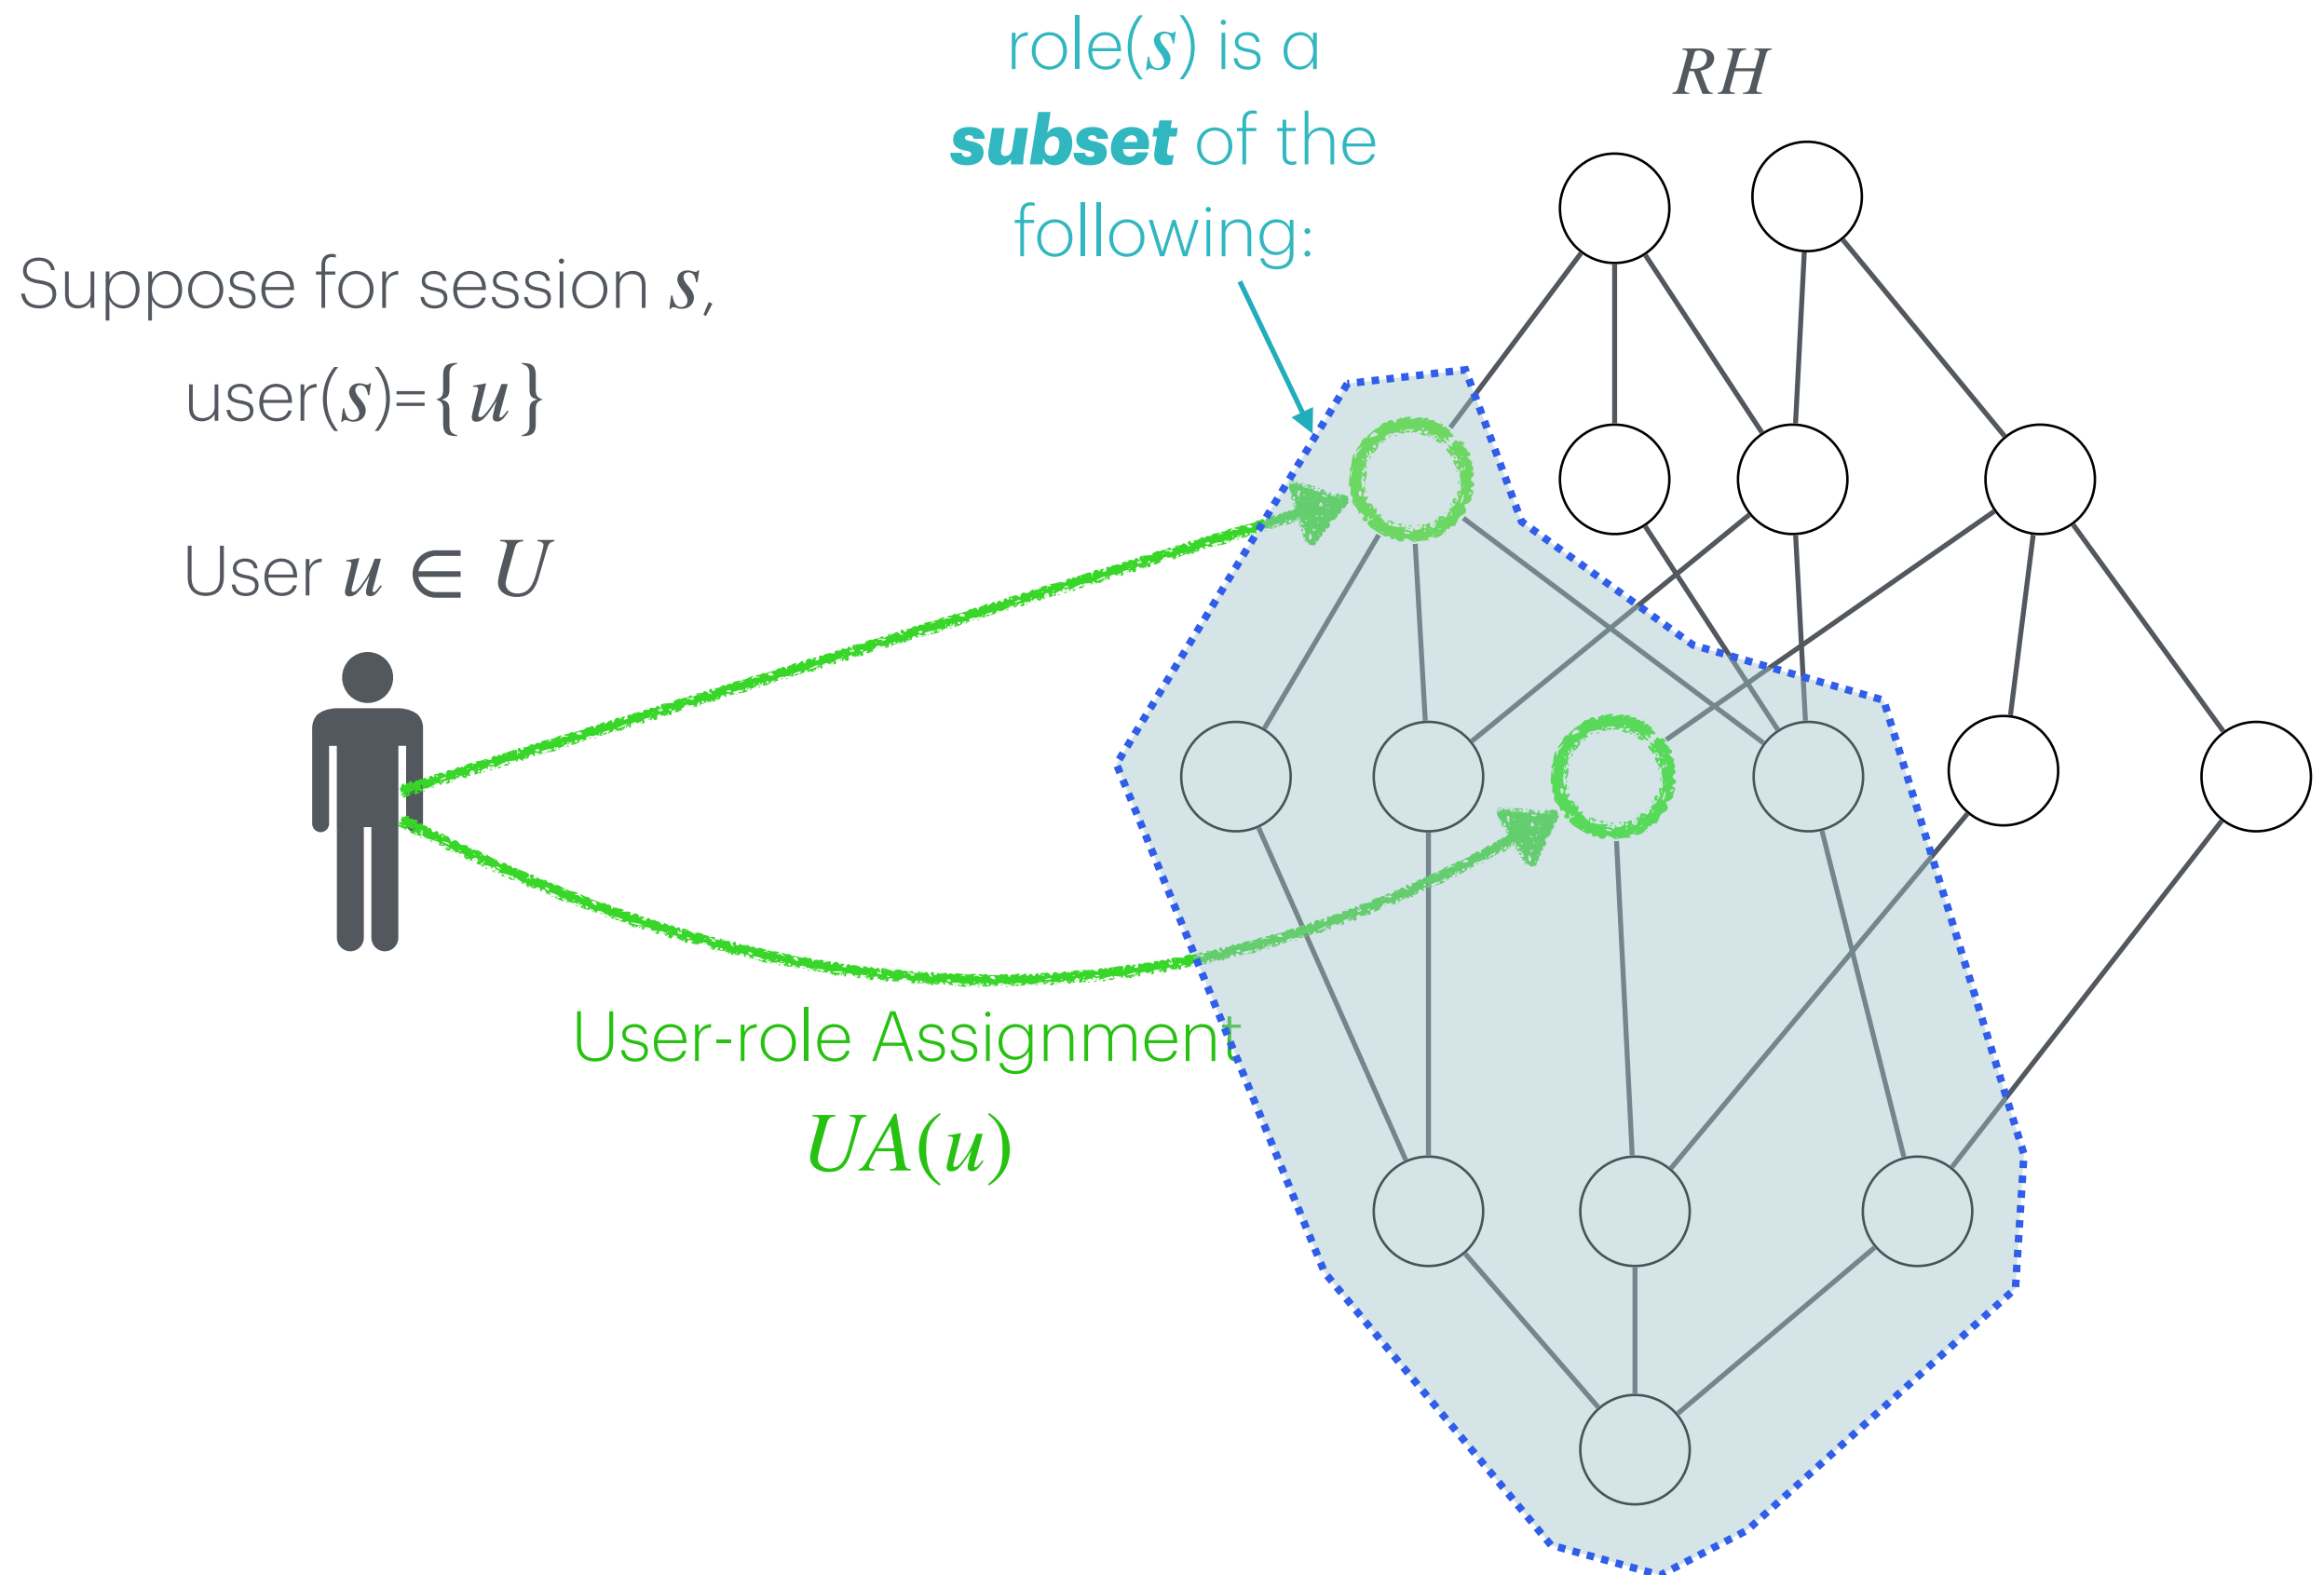 role(s) is a
subset of the
following:
RH
Suppose for session s,
user(s)={u}
User u ∈ U
User-role Assignment
UA(u)